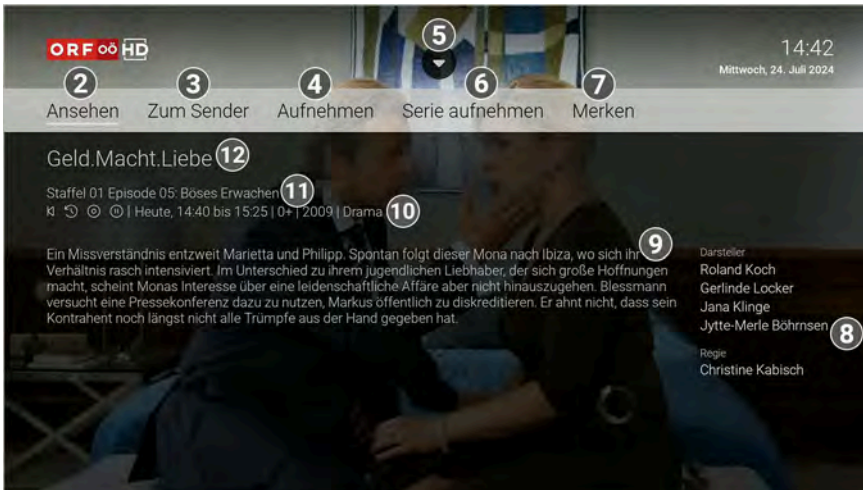 ORF OÖ HD
5
14:42
Mittwoch, 24. Juli 2024
2 3 4 6 7
Ansehen Zum Sender Aufnehmen Serie aufnehmen Merken
Geld.Macht.Liebe 12
Staffel 01 Episode 05: Böses Erwachen 11
| Heute, 14:40 bis 15:25 | 0+ | 2009 | Drama 10
Ein Missverständnis entzweit Marietta und Philipp. Spontan folgt dieser Mona nach Ibiza, wo sich ihr 9
Verhältnis rasch intensiviert. Im Unterschied zu ihrem jugendlichen Liebhaber, der sich große Hoffnungen
macht, scheint Monas Interesse über eine leidenschaftliche Affäre aber nicht hinauszugehen. Blessmann
versucht eine Pressekonferenz dazu zu nutzen, Markus öffentlich zu diskreditieren. Er ahnt nicht, dass sein
Kontrahent noch längst nicht alle Trümpfe aus der Hand gegeben hat.
Darsteller
Roland Koch
Gerlinde Locker
Jana Klinge
Jytte-Merle Böhrnsen
8
Regie
Christine Kabisch